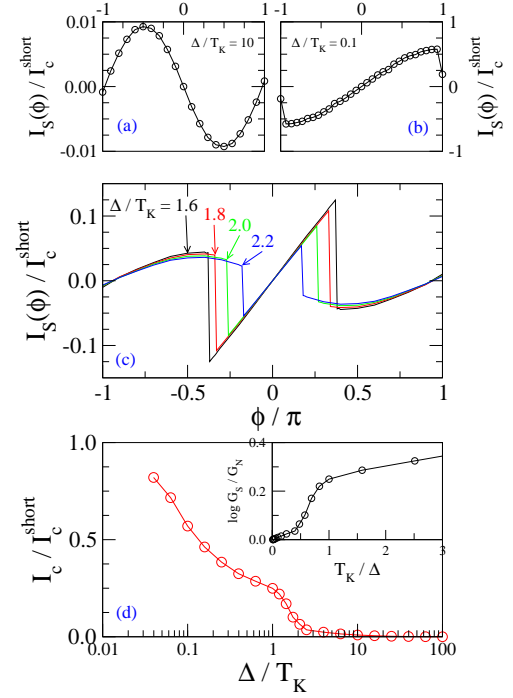 -1 0 1
-1 0 1
0.01
0.00
-0.01
I_S(ϕ) / I_c^short
Δ / T_K = 10
(a)
Δ / T_K = 0.1
(b)
1
0
-1
I_S(ϕ) / I_c^short
0.1
0.0
-0.1
I_S(ϕ) / I_c^short
Δ / T_K = 1.6
1.8
2.0
2.2
(c)
-1 -0.5 0 0.5 1
ϕ / π
1.0
0.5
0.0
I_c / I_c^short
(d)
0.4
0.2
0.0
log G_S / G_N
0 1 2 3
T_K / Δ
0.01 0.1 1 10 100
Δ / T_K